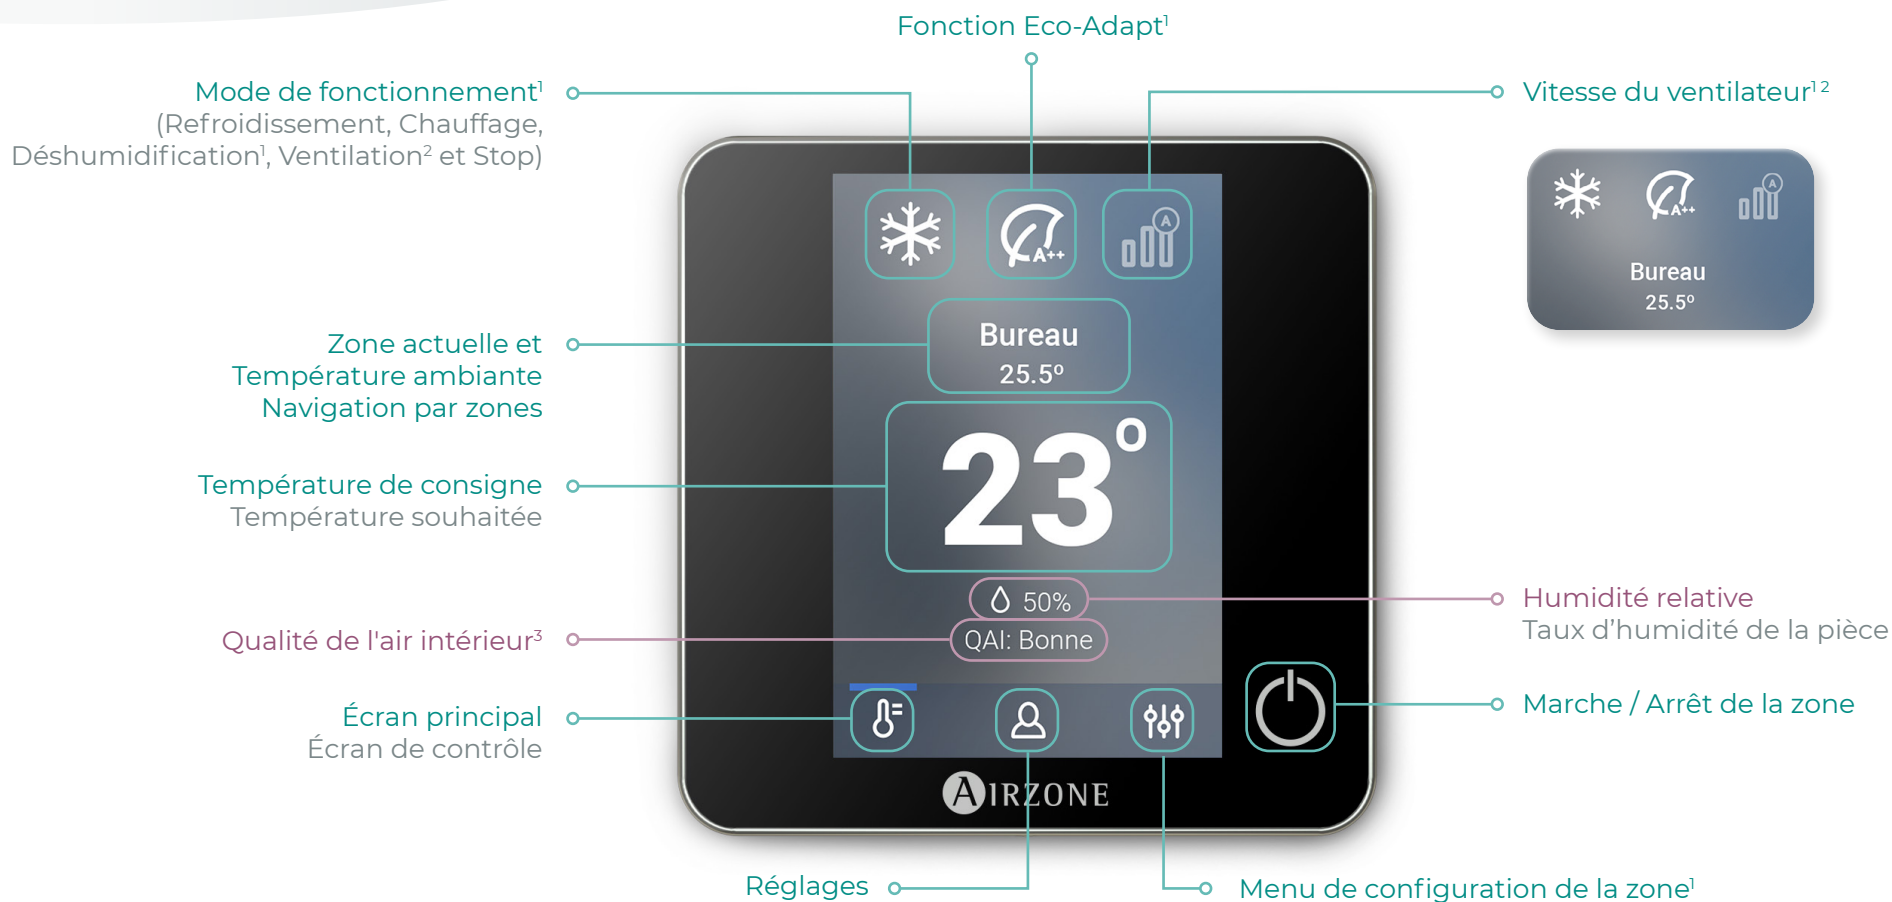 Fonction Eco-Adapt¹
Mode de fonctionnement¹
(Refroidissement, Chauffage,
Déshumidification¹, Ventilation² et Stop)
Vitesse du ventilateur¹ ²
A++
A
Bureau
25.5º
A++
A
Bureau
25.5º
Zone actuelle et
Température ambiante
Navigation par zones
23º
Température de consigne
Température souhaitée
50%
Humidité relative
Taux d’humidité de la pièce
Qualité de l'air intérieur³
QAI: Bonne
Écran principal
Écran de contrôle
Marche / Arrêt de la zone
AIRZONE
Réglages
Menu de configuration de la zone¹